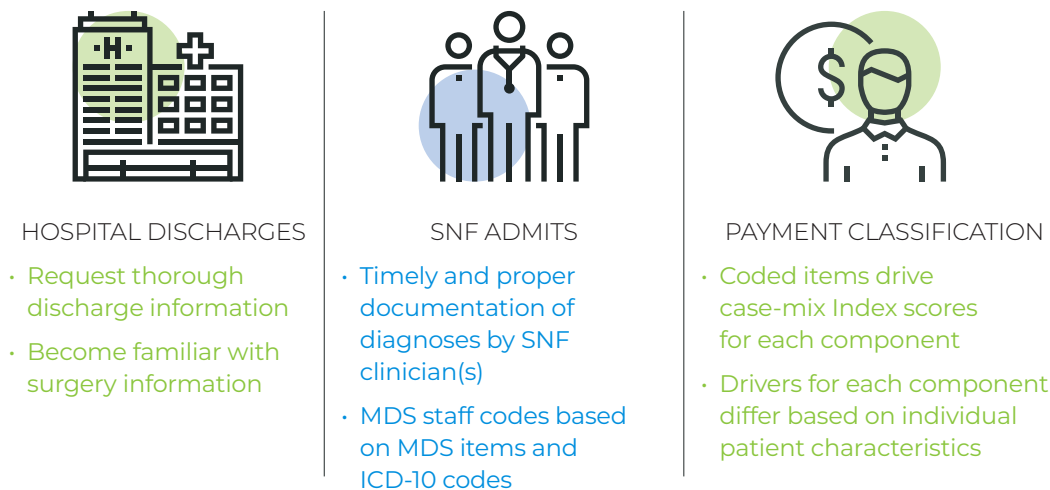 H
$
HOSPITAL DISCHARGES
• Request thorough
discharge information
• Become familiar with
surgery information
SNF ADMITS
• Timely and proper
documentation of
diagnoses by SNF
clinician(s)
• MDS staff codes based
on MDS items and
ICD-10 codes
PAYMENT CLASSIFICATION
• Coded items drive
case-mix Index scores
for each component
• Drivers for each component
differ based on individual
patient characteristics